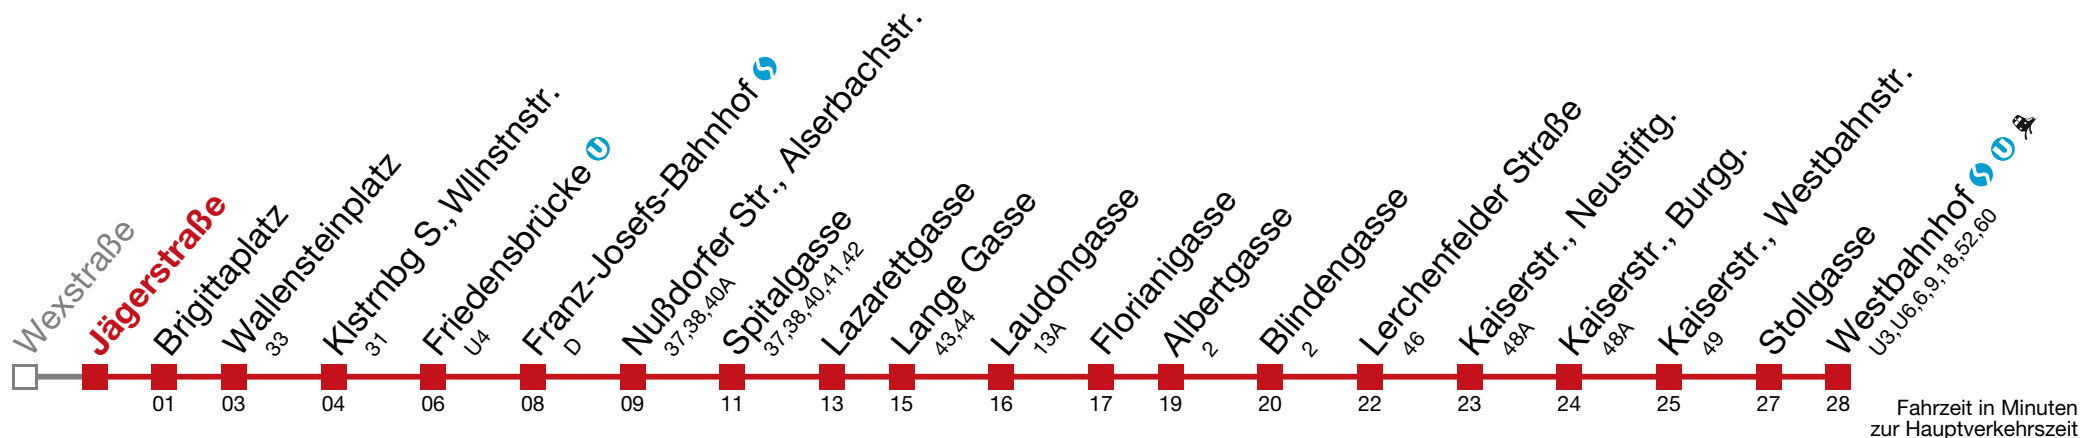 Wexstraße
Jägerstraße
Brigittaplatz
01
Wallensteinplatz
33
03
Klstrnbg S., Wllnstnstr.
31
04
Friedensbrücke U
U4
06
Franz-Josefs-Bahnhof S
D
08
Nußdorfer Str., Alserbachstr.
37,38,40A
09
Spitalgasse
37,38,40,41,42
11
Lazarettgasse
13
Lange Gasse
43,44
15
Laudongasse
13A
16
Florianigasse
17
Albertgasse
2
19
Blindengasse
2
20
Lerchenfelder Straße
46
22
Kaiserstr., Neustiftg.
48A
23
Kaiserstr., Burgg.
48A
24
Kaiserstr., Westbahnstr.
49
25
Stollgasse
27
Westbahnhof S U
U3,U6,6,9,18,52,60
28
Fahrzeit in Minuten
zur Hauptverkehrszeit